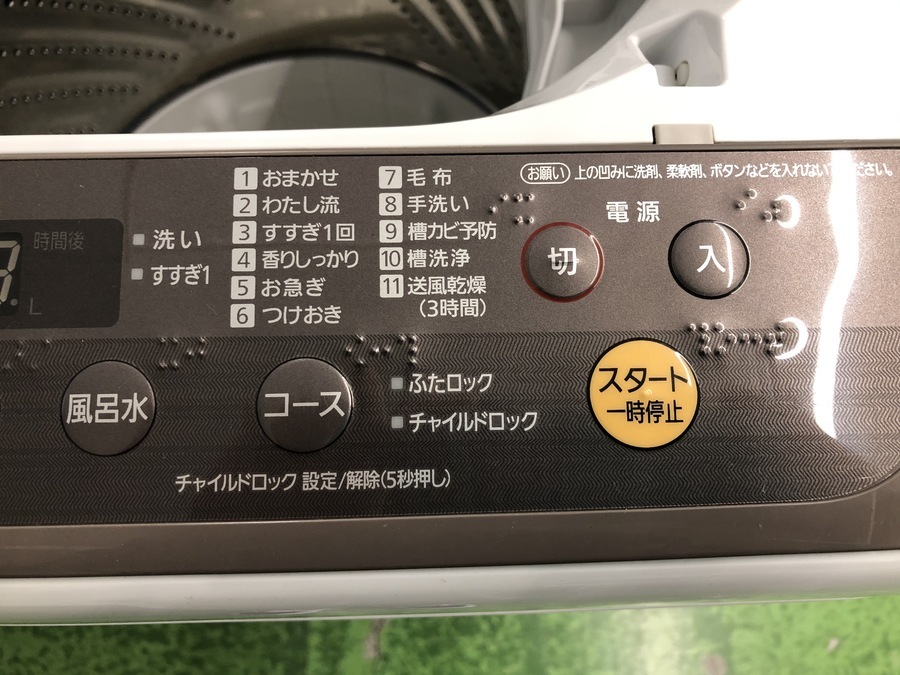 1 おまかせ
2 わたし流
3 すすぎ1回
4 香りしっかり
5 お急ぎ
6 つけおき
7 毛布
8 手洗い
9 槽カビ予防
10 槽洗浄
11 送風乾燥
(3時間)
お願い 上の凹みに洗剤、柔軟剤、ボタンなどを入れない ください。
電源
切
入
時間後
L
洗い
すすぎ1
風呂水
コース
ふたロック
チャイルドロック
スタート
一時停止
チャイルドロック 設定/解除(5秒押し)